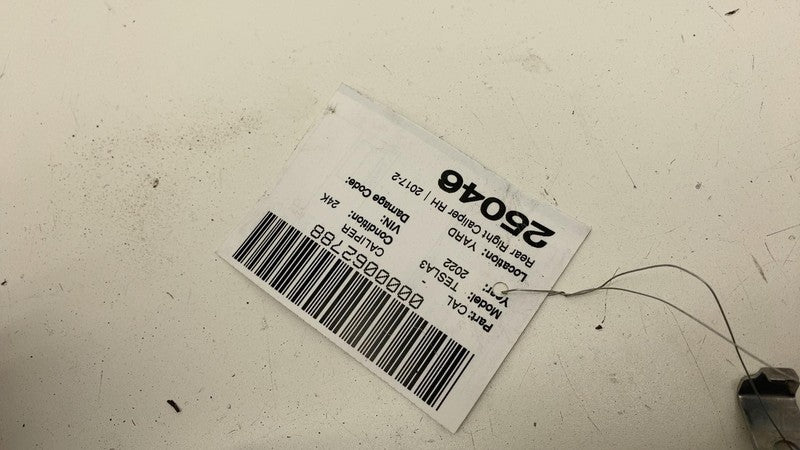 0000062788
Part: CAL CALIPER
Model: TESLA3 - Condition: 24K
Year: 2022 VIN:
Location: YARD Damage Code:
Rear Right Caliper RH | 2017-2
25046